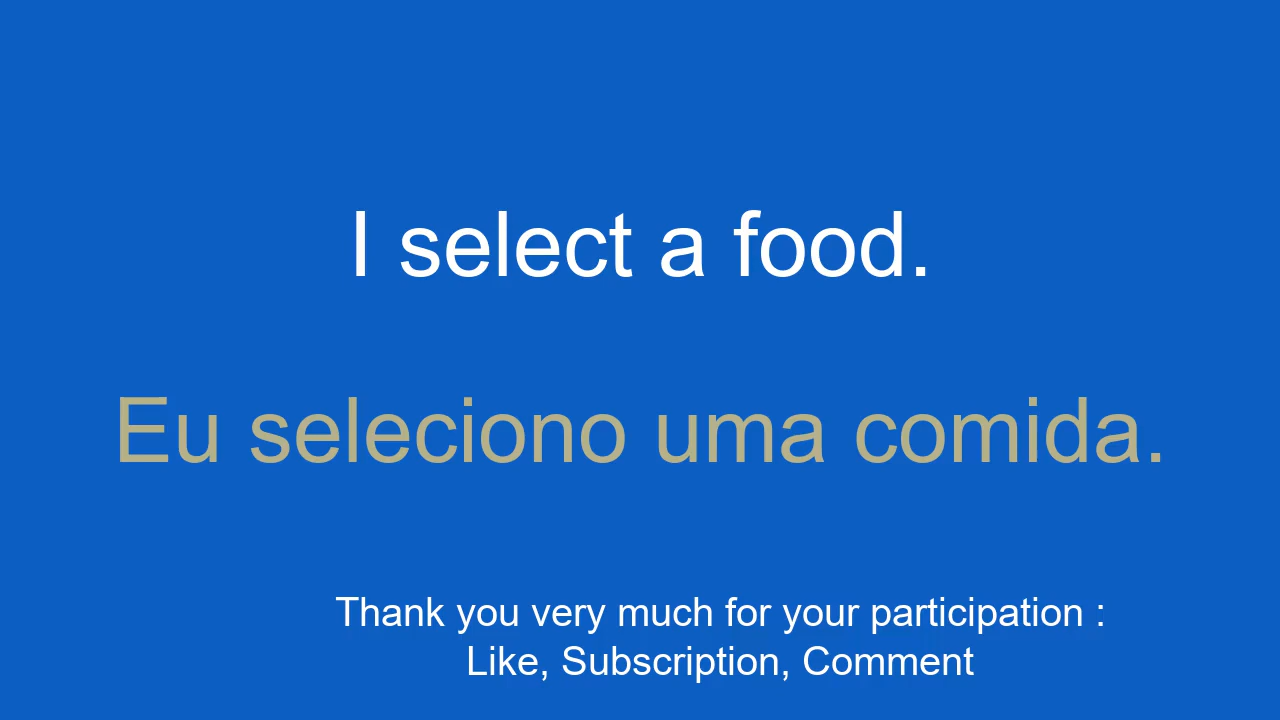 I select a food.
Eu seleciono uma comida.
Thank you very much for your participation :
Like, Subscription, Comment